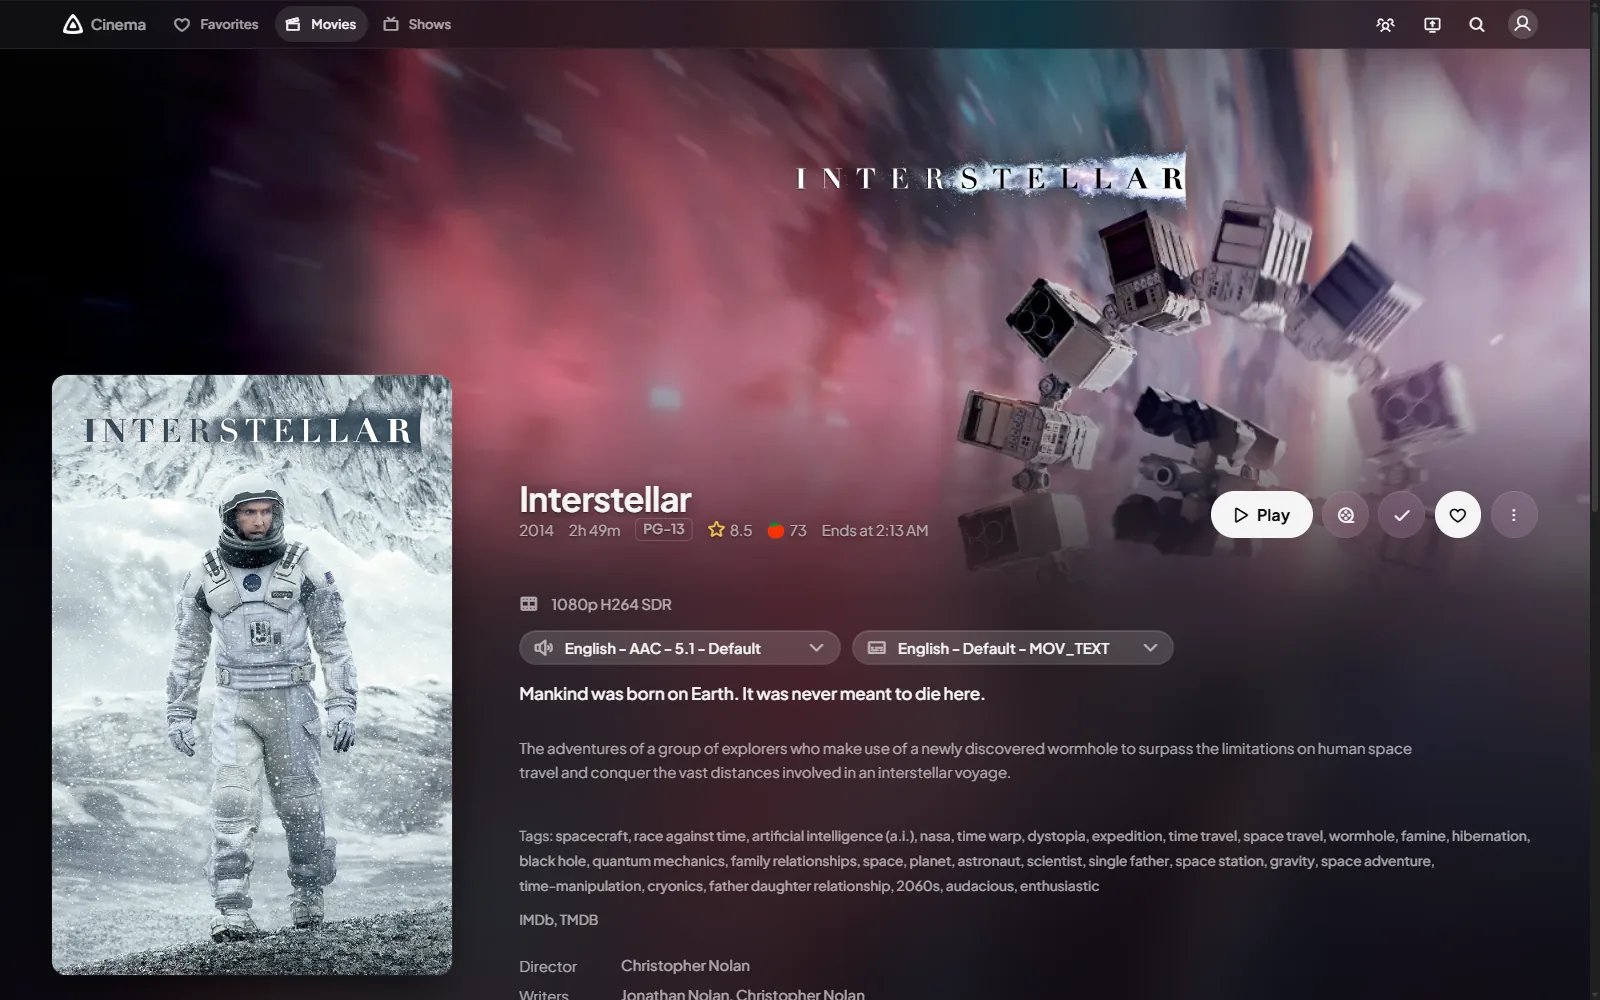 Cinema
Favorites
Movies
Shows
INTERSTELLAR
INTERSTELLAR
Interstellar
2014 2h 49m PG-13 8.5 73 Ends at 2:13 AM
Play
1080p H264 SDR
English - AAC - 5.1 - Default
English - Default - MOV_TEXT
Mankind was born on Earth. It was never meant to die here.
The adventures of a group of explorers who make use of a newly discovered wormhole to surpass the limitations on human space
travel and conquer the vast distances involved in an interstellar voyage.
Tags: spacecraft, race against time, artificial intelligence (a.i.), nasa, time warp, dystopia, expedition, time travel, space travel, wormhole, famine, hibernation,
black hole, quantum mechanics, family relationships, space, planet, astronaut, scientist, single father, space station, gravity, space adventure,
time-manipulation, cryonics, father daughter relationship, 2060s, audacious, enthusiastic
IMDb, TMDB
Director Christopher Nolan
Writers Jonathan Nolan, Christopher Nolan